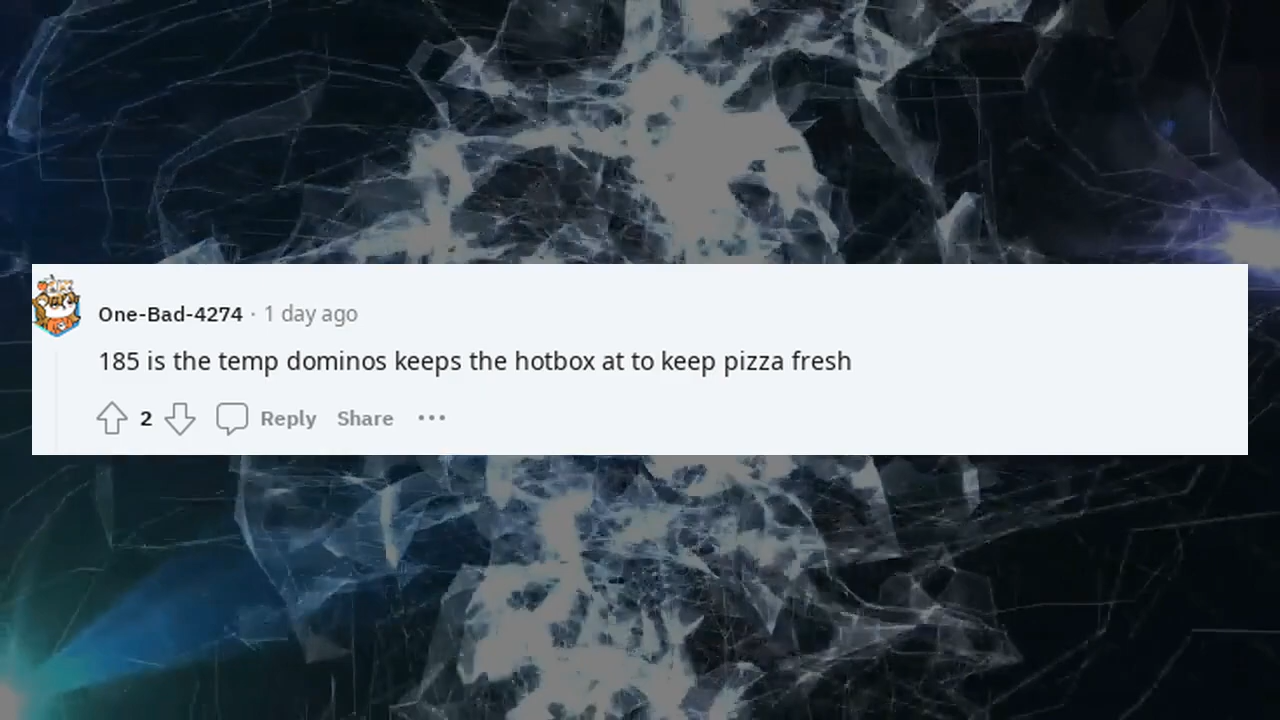 One-Bad-4274 · 1 day ago
185 is the temp dominos keeps the hotbox at to keep pizza fresh
2 Reply Share ···